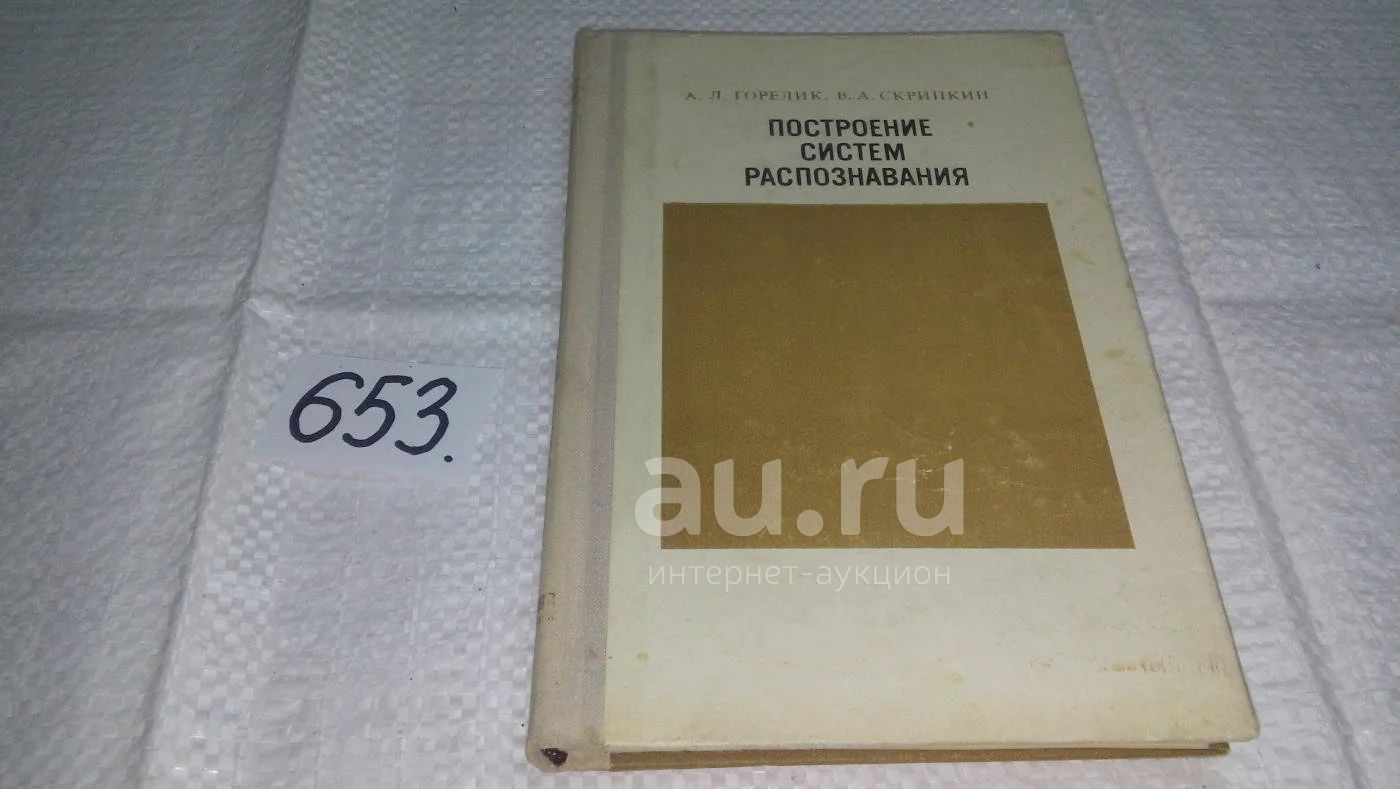 А. Л. ГОРЕЛИК, В. А. СКРИПКИН
ПОСТРОЕНИЕ
СИСТЕМ
РАСПОЗНАВАНИЯ
653.
au.ru
интернет-аукцион